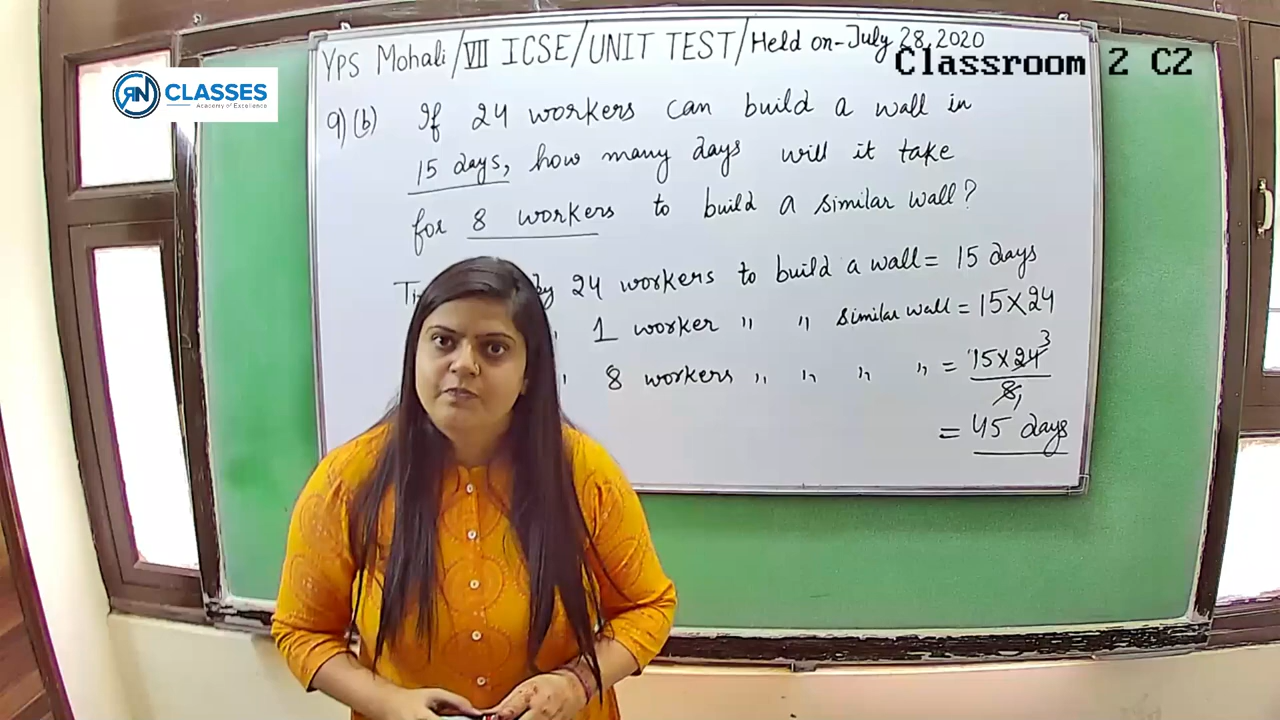 YPS Mohali/VII ICSE/UNIT TEST/Held on-July 28, 2020
Classroom 2 C2
RN CLASSES
Academy of Excellence
9)(b) If 24 workers can build a wall in
15 days, how many days will it take
for 8 workers to build a similar wall?
by 24 workers to build a wall = 15 days
" 1 worker " " similar wall = 15×24
" 8 workers " " " " = 15×24 3
8 1
= 45 days